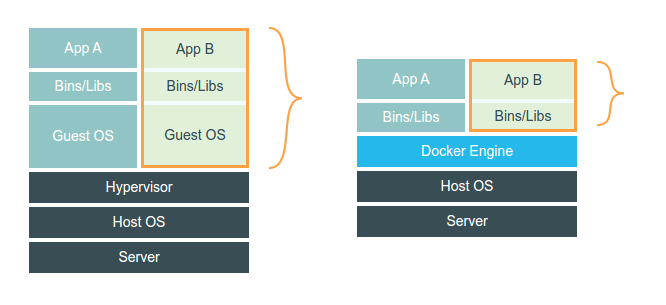 App A
App B
Bins/Libs
Bins/Libs
Guest OS
Guest OS
Hypervisor
Host OS
Server
App A
App B
Bins/Libs
Bins/Libs
Docker Engine
Host OS
Server